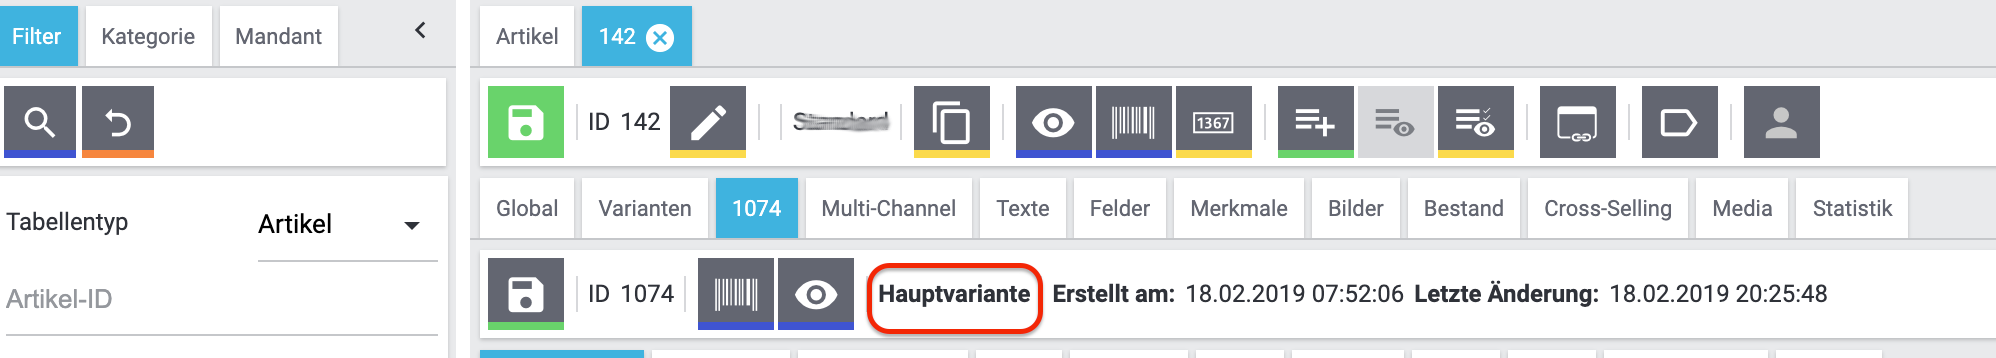 Filter Kategorie Mandant
Tabellentyp Artikel
Artikel-ID
Artikel 142
ID 142 1367
Global Varianten 1074 Multi-Channel Texte Felder Merkmale Bilder Bestand Cross-Selling Media Statistik
ID 1074 Hauptvariante Erstellt am: 18.02.2019 07:52:06 Letzte Änderung: 18.02.2019 20:25:48